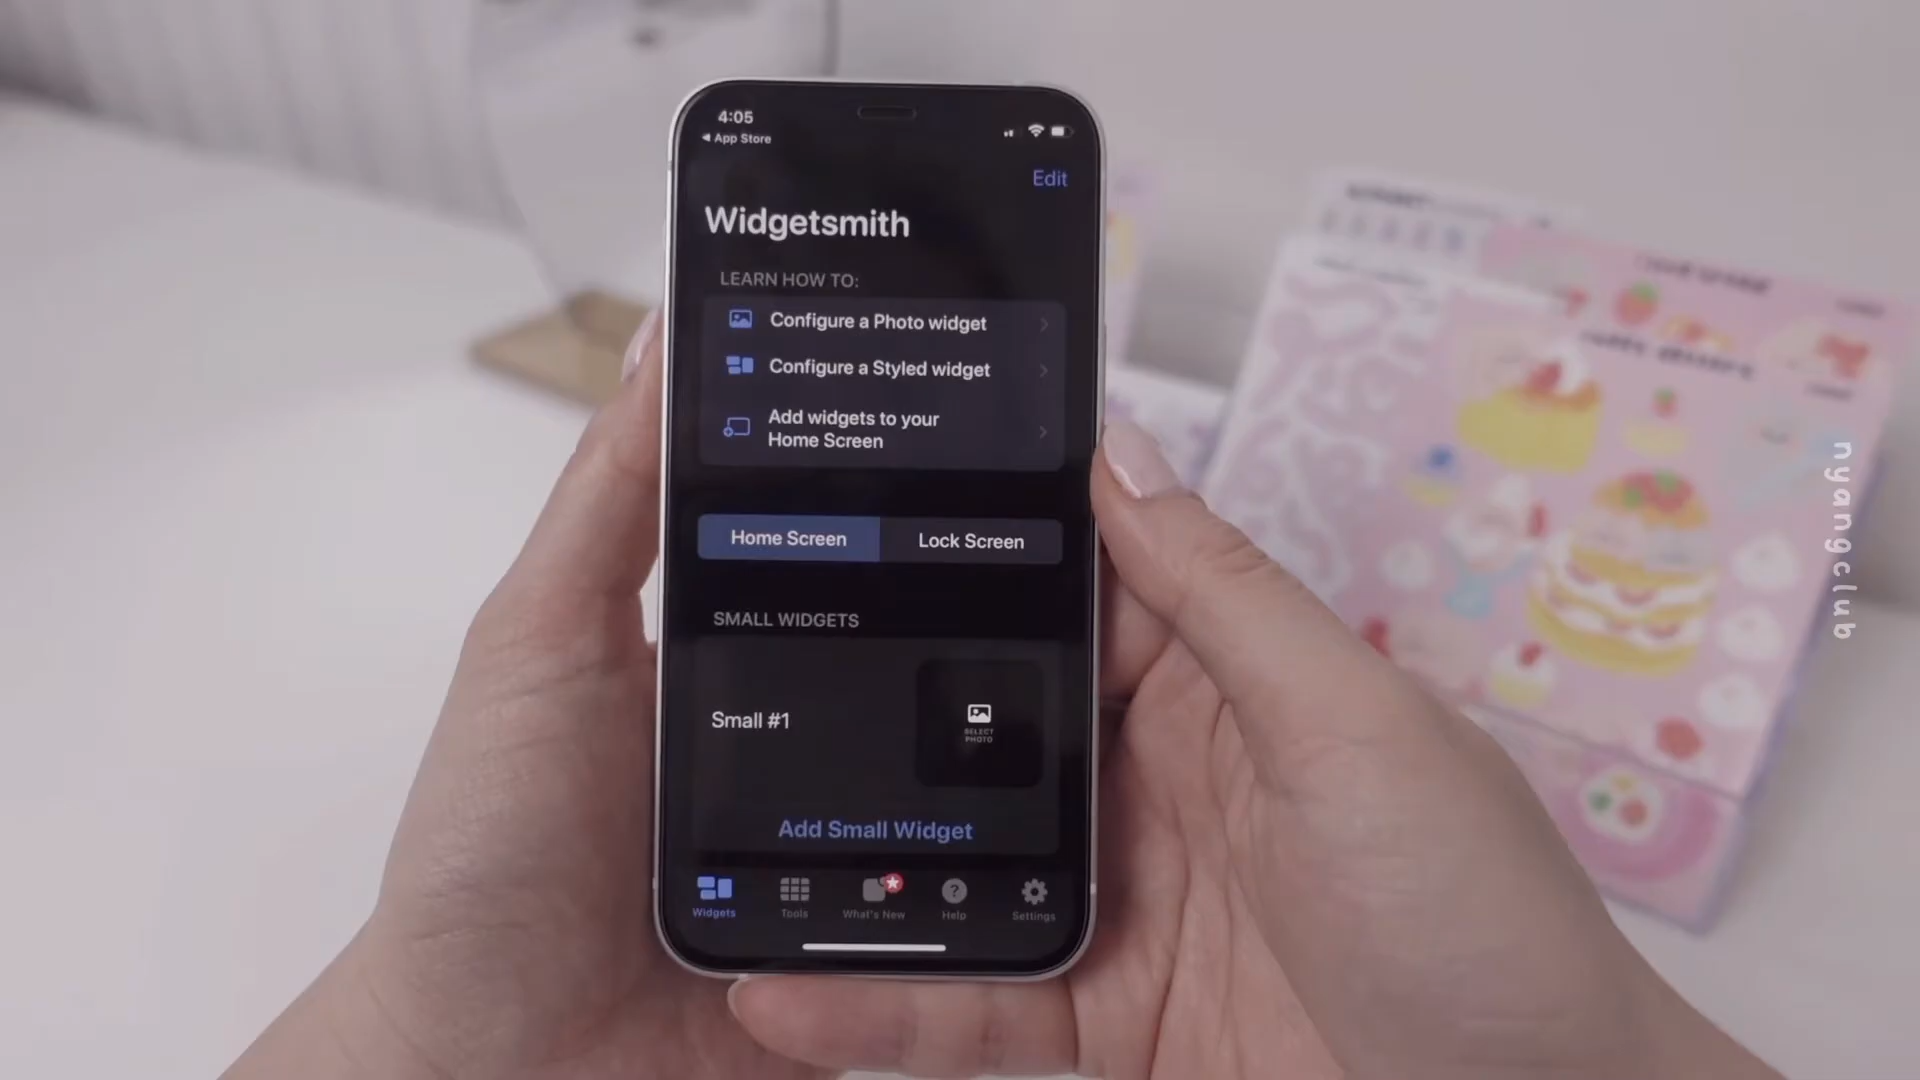 4:05
◀ App Store
Edit
Widgetsmith
LEARN HOW TO:
Configure a Photo widget
Configure a Styled widget
Add widgets to your
Home Screen
Home Screen
Lock Screen
SMALL WIDGETS
Small #1
SELECT
PHOTO
Add Small Widget
Widgets
Tools
What's New
Help
Settings
nyangclub